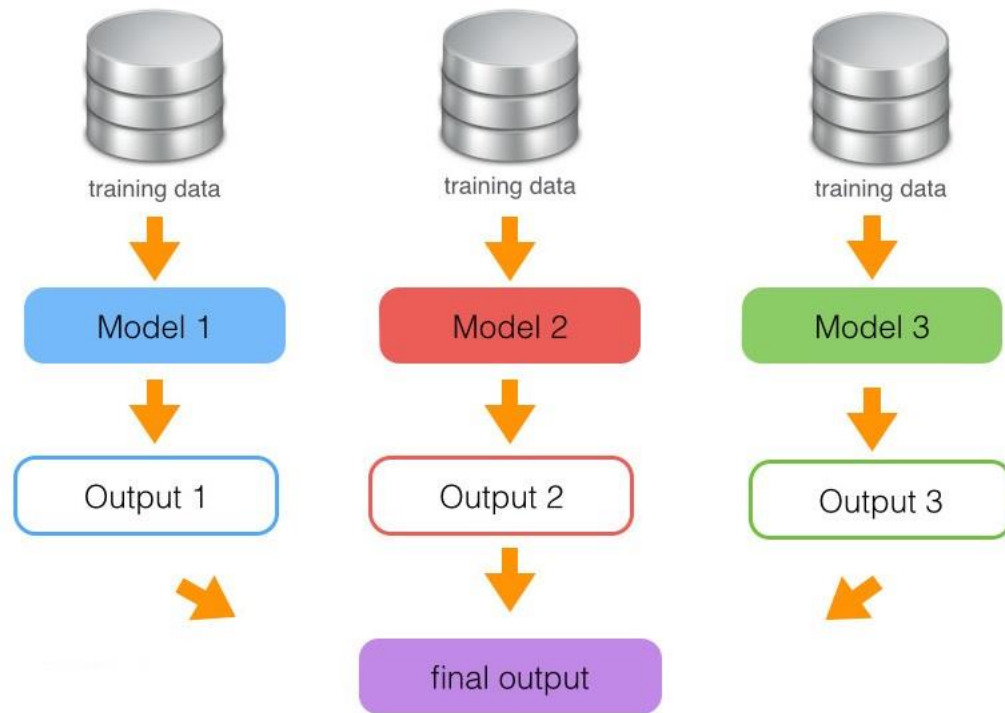 training data
training data
training data
Model 1
Model 2
Model 3
Output 1
Output 2
Output 3
final output